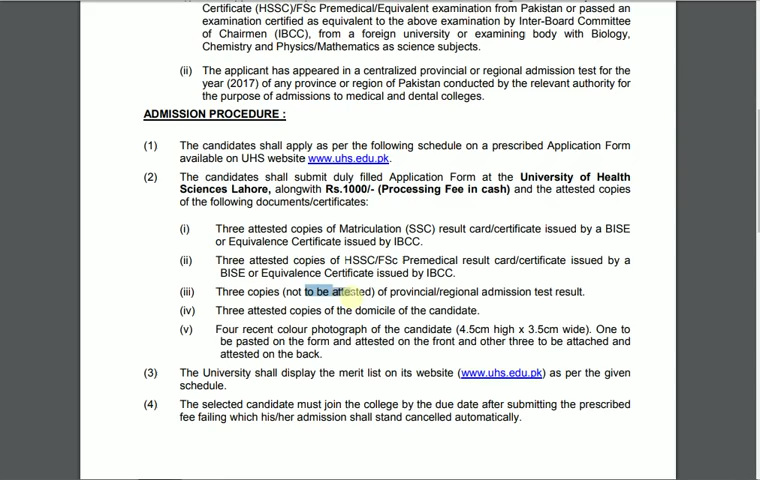 Certificate (HSSC)/FSc Premedical/Equivalent examination from Pakistan or passed an
examination certified as equivalent to the above examination by Inter-Board Committee
of Chairmen (IBCC), from a foreign university or examining body with Biology,
Chemistry and Physics/Mathematics as science subjects.
(ii) The applicant has appeared in a centralized provincial or regional admission test for the
year (2017) of any province or region of Pakistan conducted by the relevant authority for
the purpose of admissions to medical and dental colleges.
ADMISSION PROCEDURE :
(1) The candidates shall apply as per the following schedule on a prescribed Application Form
available on UHS website www.uhs.edu.pk.
(2) The candidates shall submit duly filled Application Form at the University of Health
Sciences Lahore, alongwith Rs.1000/- (Processing Fee in cash) and the attested copies
of the following documents/certificates:
(i) Three attested copies of Matriculation (SSC) result card/certificate issued by a BISE
or Equivalence Certificate issued by IBCC.
(ii) Three attested copies of HSSC/FSc Premedical result card/certificate issued by a
BISE or Equivalence Certificate issued by IBCC.
(iii) Three copies (not to be attested) of provincial/regional admission test result.
(iv) Three attested copies of the domicile of the candidate.
(v) Four recent colour photograph of the candidate (4.5cm high x 3.5cm wide). One to
be pasted on the form and attested on the front and other three to be attached and
attested on the back.
(3) The University shall display the merit list on its website (www.uhs.edu.pk) as per the given
schedule.
(4) The selected candidate must join the college by the due date after submitting the prescribed
fee failing which his/her admission shall stand cancelled automatically.